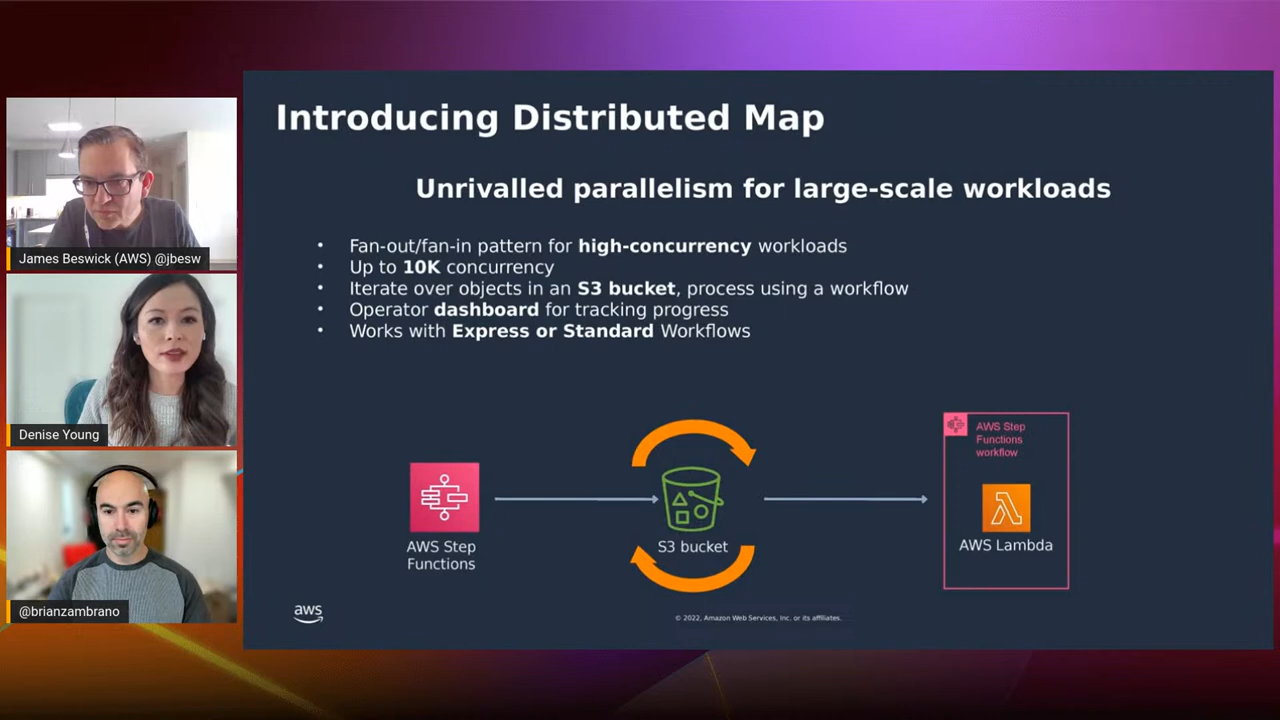 Introducing Distributed Map
Unrivalled parallelism for large-scale workloads
• Fan-out/fan-in pattern for high-concurrency workloads
• Up to 10K concurrency
• Iterate over objects in an S3 bucket, process using a workflow
• Operator dashboard for tracking progress
• Works with Express or Standard Workflows
AWS Step
Functions
S3 bucket
AWS Step
Functions
workflow
AWS Lambda
aws
© 2022, Amazon Web Services, Inc. or its affiliates.
James Beswick (AWS) @jbesw
Denise Young
@brianzambrano